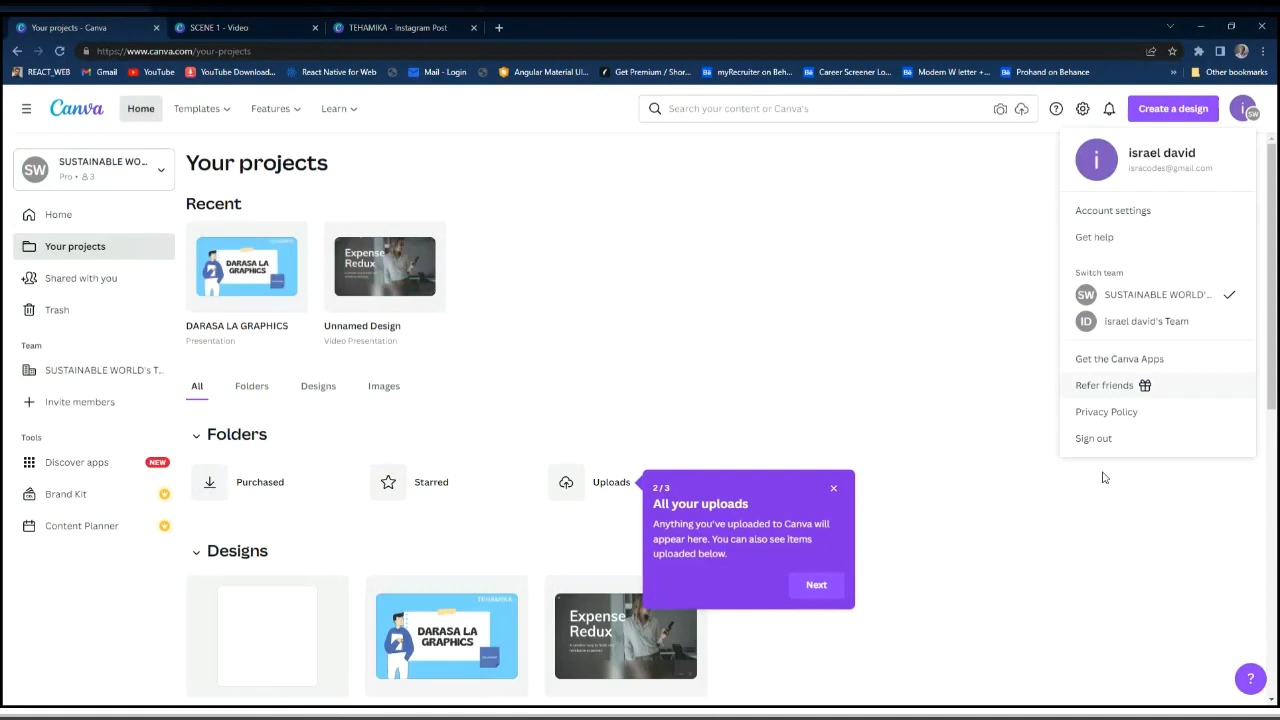 Your projects - Canva
SCENE 1 - Video
TEHAMIKA - Instagram Post
https://www.canva.com/your-projects
REACT_WEB
Gmail
YouTube
YouTube Download...
React Native for Web
Mail - Login
Angular Material UI...
Get Premium / Shor...
myRecruiter on Beh...
Career Screener Lo...
Modern W letter +...
Prohand on Behance
Other bookmarks
Canva
Home
Templates
Features
Learn
Search your content or Canva's
Create a design
i
SW
SW
SUSTAINABLE WO...
Pro • 3
Home
Your projects
Shared with you
Trash
Team
SUSTAINABLE WORLD's T...
Invite members
Tools
Discover apps
NEW
Brand Kit
Content Planner
Your projects
Recent
TEHAMIKA
DARASA LA
GRAPHICS
Expense
Redux
DARASA LA GRAPHICS
Presentation
Unnamed Design
Video Presentation
All
Folders
Designs
Images
Folders
Purchased
Starred
Uploads
2 / 3
All your uploads
Anything you've uploaded to Canva will
appear here. You can also see items
uploaded below.
Next
Designs
TEHAMIKA
DARASA LA
GRAPHICS
Expense
Redux
i
israel david
isracodes@gmail.com
Account settings
Get help
Switch team
SW
SUSTAINABLE WORLD'...
ID
israel david's Team
Get the Canva Apps
Refer friends
Privacy Policy
Sign out
?